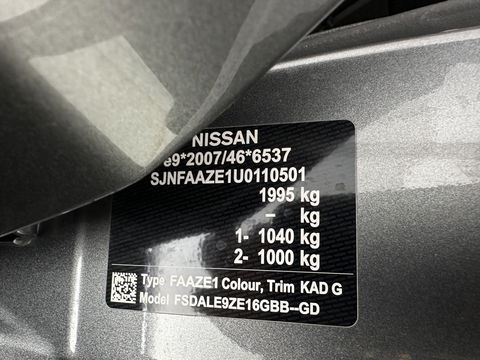 NISSAN
e9*2007/46*6537
SJNFAAZE1U0110501
1995 kg
– kg
1- 1040 kg
2- 1000 kg
Type FAAZE1 Colour, Trim KAD G
Model FSDALE9ZE16GBB--GD